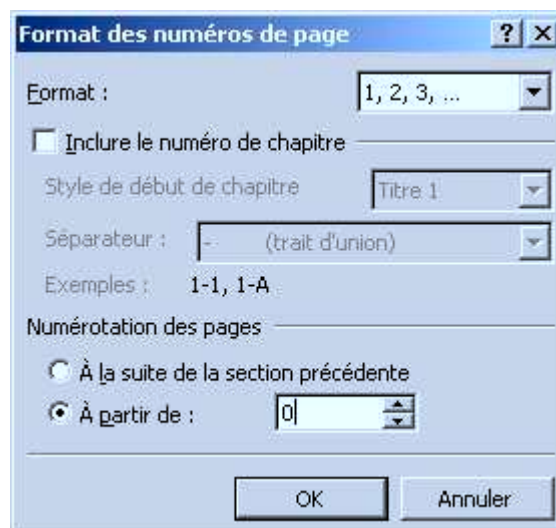 Format des numéros de page
Format : 1, 2, 3, ...
Inclure le numéro de chapitre
Style de début de chapitre Titre 1
Séparateur : - (trait d'union)
Exemples : 1-1, 1-A
Numérotation des pages
À la suite de la section précédente
À partir de : 0
OK Annuler